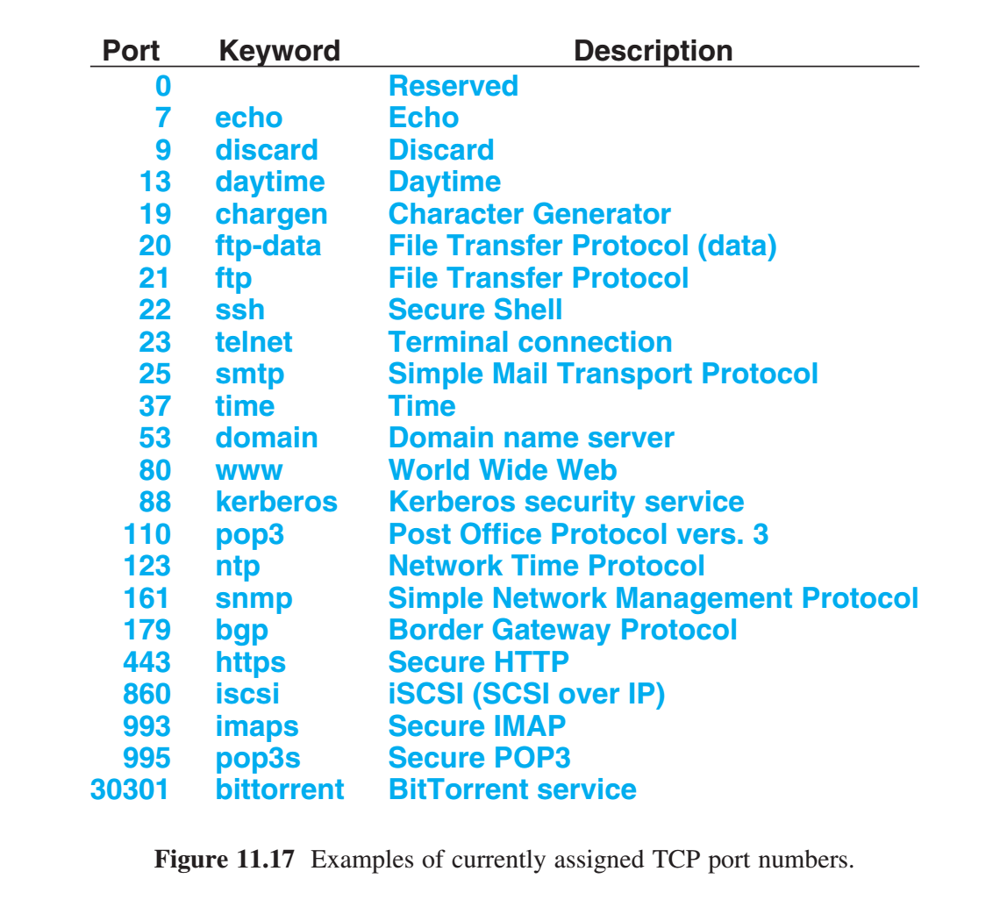 Port Keyword Description
0 Reserved
7 echo Echo
9 discard Discard
13 daytime Daytime
19 chargen Character Generator
20 ftp-data File Transfer Protocol (data)
21 ftp File Transfer Protocol
22 ssh Secure Shell
23 telnet Terminal connection
25 smtp Simple Mail Transport Protocol
37 time Time
53 domain Domain name server
80 www World Wide Web
88 kerberos Kerberos security service
110 pop3 Post Office Protocol vers. 3
123 ntp Network Time Protocol
161 snmp Simple Network Management Protocol
179 bgp Border Gateway Protocol
443 https Secure HTTP
860 iscsi iSCSI (SCSI over IP)
993 imaps Secure IMAP
995 pop3s Secure POP3
30301 bittorrent BitTorrent service
Figure 11.17 Examples of currently assigned TCP port numbers.